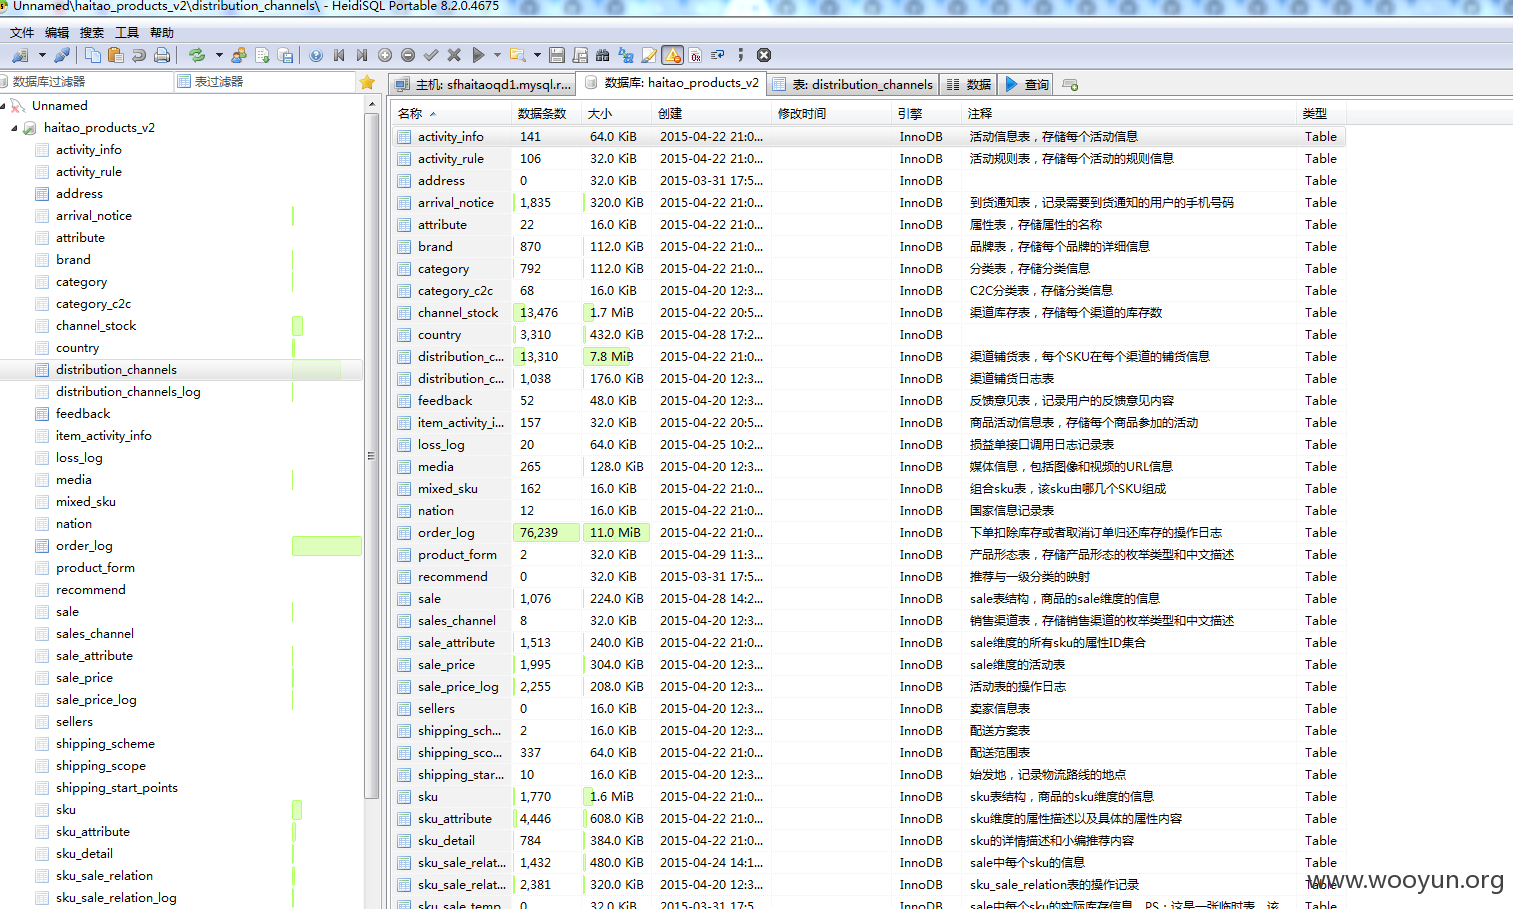 Unnamed\haitao_products_v2\distribution_channels\ - HeidiSQL Portable 8.2.0.4675
文件 编辑 搜索 工具 帮助
数据库过滤器 表过滤器
主机: sfhaitaoqd1.mysql.r... 数据库: haitao_products_v2 表: distribution_channels 数据 查询
Unnamed
haitao_products_v2
activity_info
activity_rule
address
arrival_notice
attribute
brand
category
category_c2c
channel_stock
country
distribution_channels
distribution_channels_log
feedback
item_activity_info
loss_log
media
mixed_sku
nation
order_log
product_form
recommend
sale
sales_channel
sale_attribute
sale_price
sale_price_log
sellers
shipping_scheme
shipping_scope
shipping_start_points
sku
sku_attribute
sku_detail
sku_sale_relation
sku_sale_relation_log
名称 数据条数 大小 创建 修改时间 引擎 注释 类型
activity_info 141 64.0 KiB 2015-04-22 21:0... InnoDB 活动信息表，存储每个活动信息 Table
activity_rule 106 32.0 KiB 2015-04-22 21:0... InnoDB 活动规则表，存储每个活动的规则信息 Table
address 0 32.0 KiB 2015-03-31 17:5... InnoDB Table
arrival_notice 1,835 320.0 KiB 2015-04-22 21:0... InnoDB 到货通知表，记录需要到货通知的用户的手机号码 Table
attribute 22 16.0 KiB 2015-04-22 21:0... InnoDB 属性表，存储属性的名称 Table
brand 870 112.0 KiB 2015-04-22 21:0... InnoDB 品牌表，存储每个品牌的详细信息 Table
category 792 112.0 KiB 2015-04-22 21:0... InnoDB 分类表，存储分类信息 Table
category_c2c 68 16.0 KiB 2015-04-20 12:3... InnoDB C2C分类表，存储分类信息 Table
channel_stock 13,476 1.7 MiB 2015-04-22 20:5... InnoDB 渠道库存表，存储每个渠道的库存数 Table
country 3,310 432.0 KiB 2015-04-28 17:2... InnoDB Table
distribution_c... 13,310 7.8 MiB 2015-04-22 21:0... InnoDB 渠道铺货表，每个SKU在每个渠道的铺货信息 Table
distribution_c... 1,038 176.0 KiB 2015-04-20 12:3... InnoDB 渠道铺货日志表 Table
feedback 52 48.0 KiB 2015-04-20 12:3... InnoDB 反馈意见表，记录用户的反馈意见内容 Table
item_activity_i... 157 32.0 KiB 2015-04-22 20:5... InnoDB 商品活动信息表，存储每个商品参加的活动 Table
loss_log 20 64.0 KiB 2015-04-25 10:2... InnoDB 损益单接口调用日志记录表 Table
media 265 128.0 KiB 2015-04-20 12:3... InnoDB 媒体信息，包括图像和视频的URL信息 Table
mixed_sku 162 16.0 KiB 2015-04-22 21:0... InnoDB 组合sku表，该sku由哪几个SKU组成 Table
nation 12 16.0 KiB 2015-04-22 21:0... InnoDB 国家信息记录表 Table
order_log 76,239 11.0 MiB 2015-04-22 21:0... InnoDB 下单扣除库存或者取消订单归还库存的操作日志 Table
product_form 2 32.0 KiB 2015-04-29 11:3... InnoDB 产品形态表，存储产品形态的枚举类型和中文描述 Table
recommend 0 32.0 KiB 2015-03-31 17:5... InnoDB 推荐与一级分类的映射 Table
sale 1,076 224.0 KiB 2015-04-28 14:2... InnoDB sale表结构，商品的sale维度的信息 Table
sales_channel 8 32.0 KiB 2015-04-20 12:3... InnoDB 销售渠道表，存储销售渠道的枚举类型和中文描述 Table
sale_attribute 1,513 240.0 KiB 2015-04-22 21:0... InnoDB sale维度的所有sku的属性ID集合 Table
sale_price 1,995 304.0 KiB 2015-04-20 12:3... InnoDB sale维度的活动表 Table
sale_price_log 2,255 208.0 KiB 2015-04-20 12:3... InnoDB 活动表的操作日志 Table
sellers 0 16.0 KiB 2015-04-20 12:3... InnoDB 卖家信息表 Table
shipping_sch... 2 16.0 KiB 2015-04-20 12:3... InnoDB 配送方案表 Table
shipping_sco... 337 64.0 KiB 2015-04-22 21:0... InnoDB 配送范围表 Table
shipping_star... 10 16.0 KiB 2015-04-20 12:3... InnoDB 始发地，记录物流路线的地点 Table
sku 1,770 1.6 MiB 2015-04-22 21:0... InnoDB sku表结构，商品的sku维度的信息 Table
sku_attribute 4,446 608.0 KiB 2015-04-22 21:0... InnoDB sku维度的属性描述以及具体的属性内容 Table
sku_detail 784 384.0 KiB 2015-04-22 21:0... InnoDB sku的详情描述和小编推荐内容 Table
sku_sale_relat... 1,432 480.0 KiB 2015-04-24 14:1... InnoDB sale中每个sku的信息 Table
sku_sale_relat... 2,381 320.0 KiB 2015-04-20 12:3... InnoDB sku_sale_relation表的操作记录 Table
sku_sale_temp 0 32.0 KiB 2015-03-31 17:5... InnoDB sale中每个sku的实际库存信息，PS：这是一张临时表，该... Table
www.wooyun.org